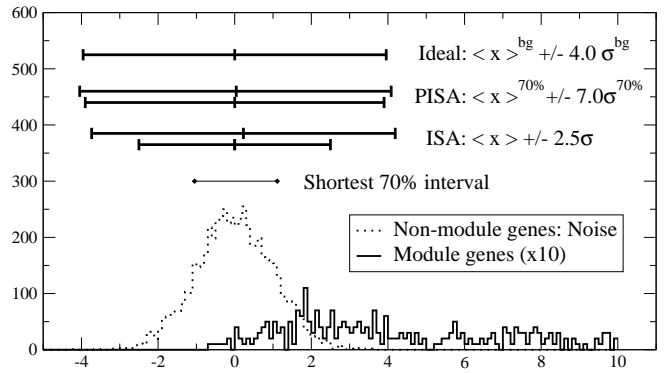 600
500
400
300
200
100
0
Ideal: < x >^bg +/- 4.0 σ^bg
PISA: < x >^70% +/- 7.0σ^70%
ISA: < x > +/- 2.5σ
Shortest 70% interval
Non-module genes: Noise
Module genes (x10)
-4 -2 0 2 4 6 8 10